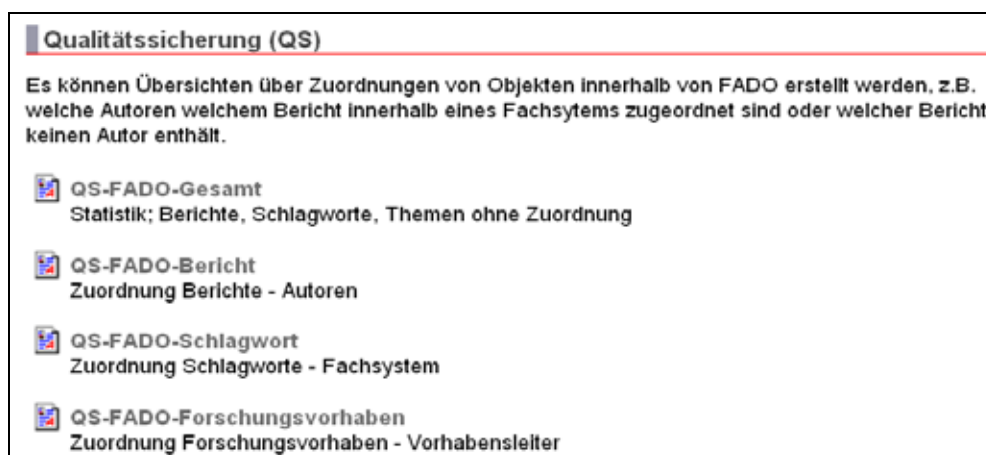 Qualitätssicherung (QS)
Es können Übersichten über Zuordnungen von Objekten innerhalb von FADO erstellt werden, z.B.
welche Autoren welchem Bericht innerhalb eines Fachsytems zugeordnet sind oder welcher Bericht
keinen Autor enthält.
QS-FADO-Gesamt
Statistik; Berichte, Schlagworte, Themen ohne Zuordnung
QS-FADO-Bericht
Zuordnung Berichte - Autoren
QS-FADO-Schlagwort
Zuordnung Schlagworte - Fachsystem
QS-FADO-Forschungsvorhaben
Zuordnung Forschungsvorhaben - Vorhabensleiter